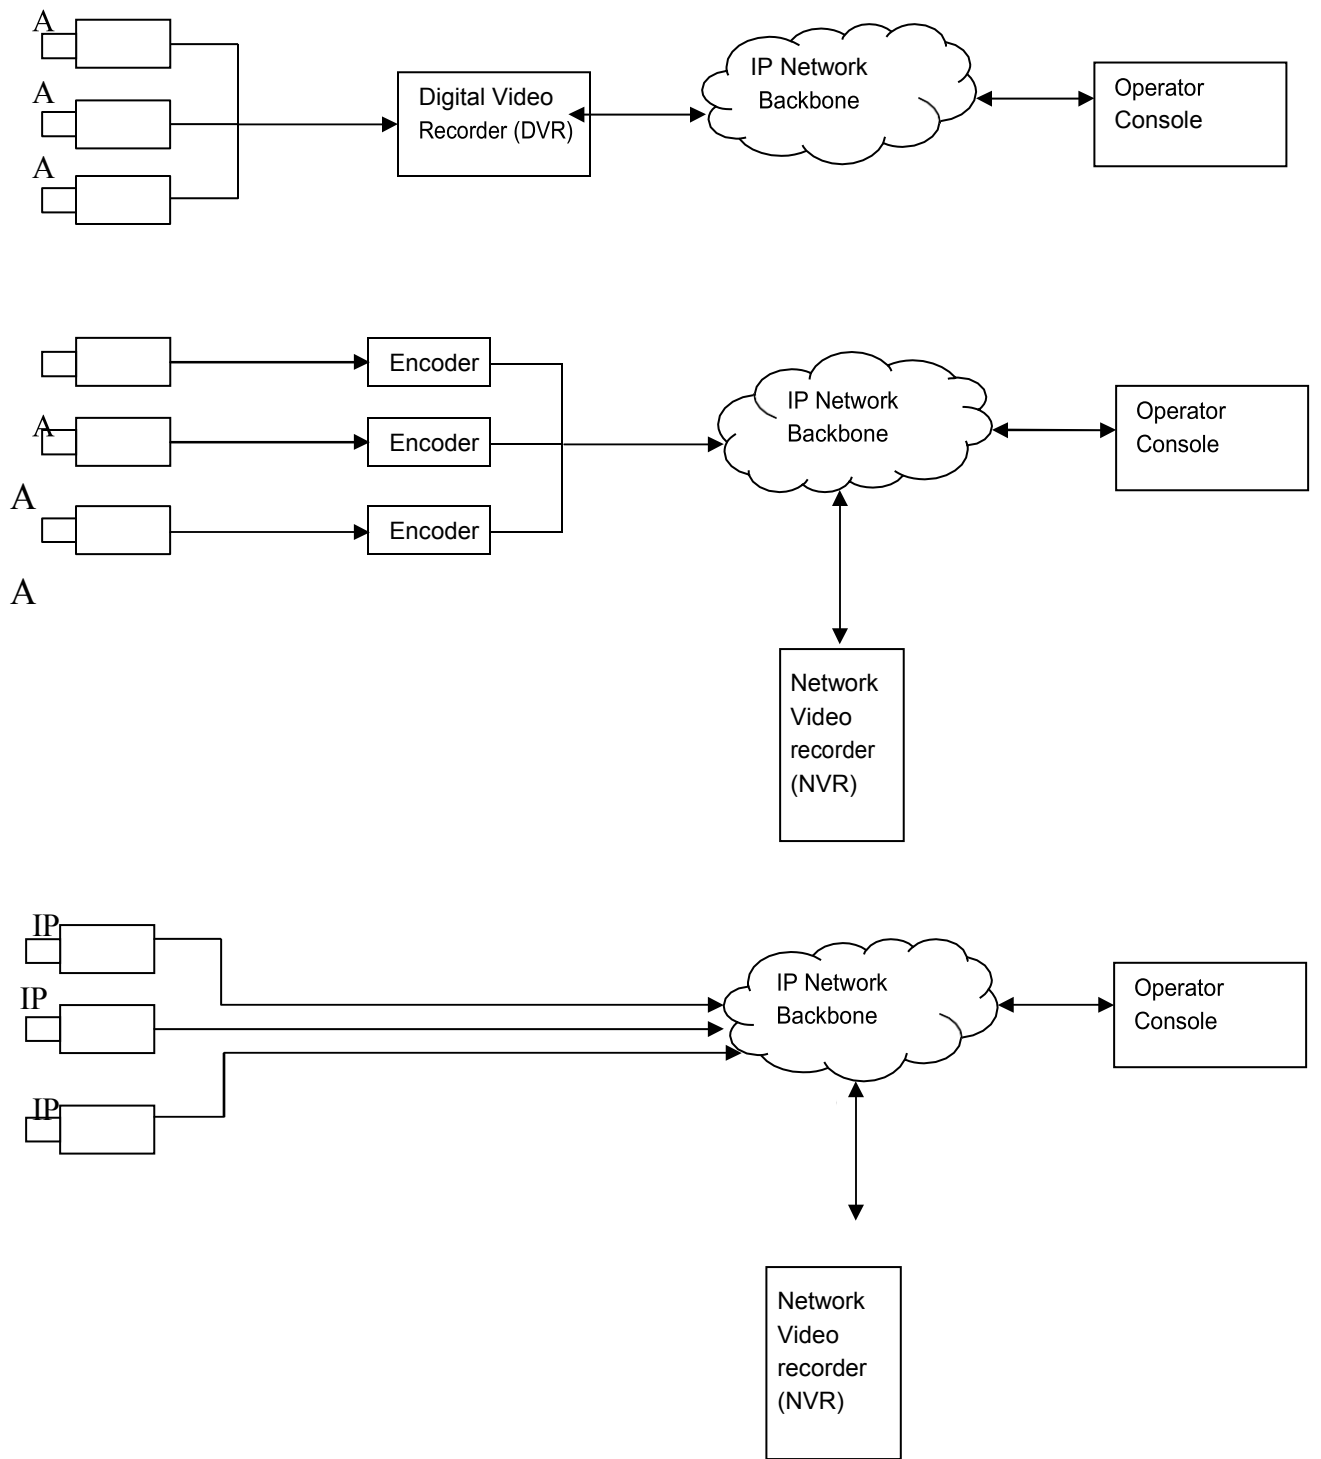 A
A
A
Digital Video
Recorder (DVR)
IP Network
Backbone
Operator
Console
A
A
A
Encoder
Encoder
Encoder
IP Network
Backbone
Operator
Console
Network
Video
recorder
(NVR)
IP
IP
IP
IP Network
Backbone
Operator
Console
Network
Video
recorder
(NVR)